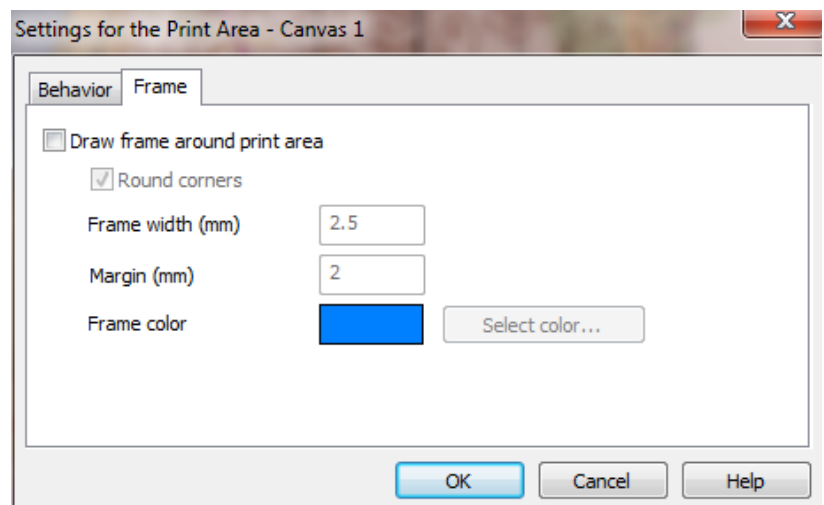 Settings for the Print Area - Canvas 1
Behavior Frame
Draw frame around print area
Round corners
Frame width (mm) 2.5
Margin (mm) 2
Frame color Select color...
OK Cancel Help